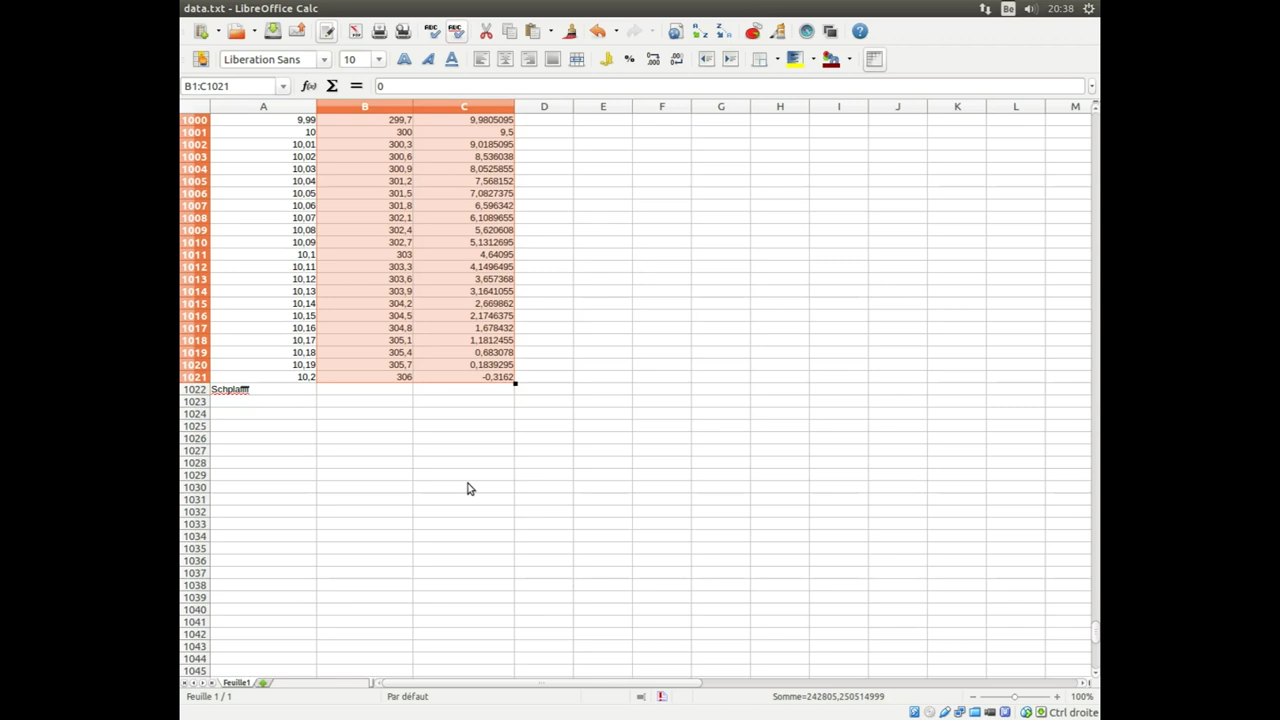 data.txt - LibreOffice Calc
Be
20:38
Liberation Sans
10
B1:C1021
0
A B C D E F G H I J K L M
1000 9,99 299,7 9,9805095
1001 10 300 9,5
1002 10,01 300,3 9,0185095
1003 10,02 300,6 8,536038
1004 10,03 300,9 8,0525855
1005 10,04 301,2 7,568152
1006 10,05 301,5 7,0827375
1007 10,06 301,8 6,596342
1008 10,07 302,1 6,1089655
1009 10,08 302,4 5,620608
1010 10,09 302,7 5,1312695
1011 10,1 303 4,64095
1012 10,11 303,3 4,1496495
1013 10,12 303,6 3,657368
1014 10,13 303,9 3,1641055
1015 10,14 304,2 2,669862
1016 10,15 304,5 2,1746375
1017 10,16 304,8 1,678432
1018 10,17 305,1 1,1812455
1019 10,18 305,4 0,683078
1020 10,19 305,7 0,1839295
1021 10,2 306 -0,3162
1022 Schplaffff
1023
1024
1025
1026
1027
1028
1029
1030
1031
1032
1033
1034
1035
1036
1037
1038
1039
1040
1041
1042
1043
1044
1045
Feuille1
Feuille 1 / 1 Par défaut Somme=242805,250514999 100%
Ctrl droite